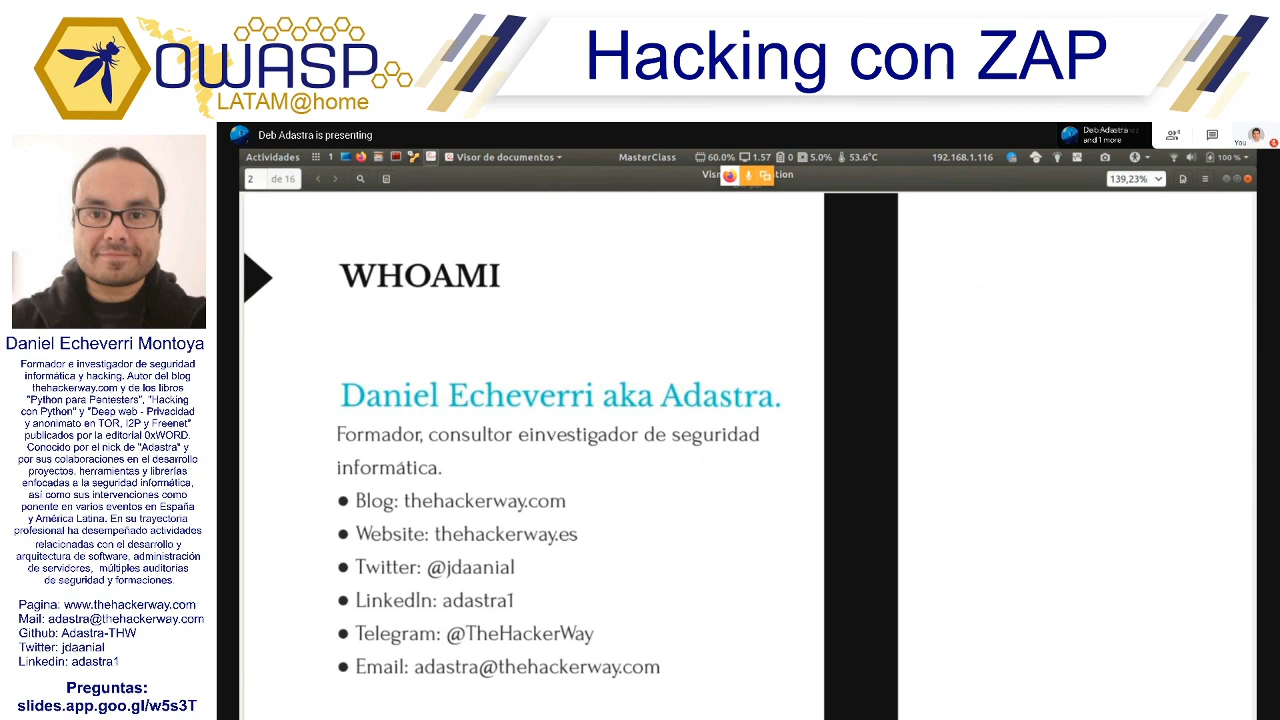 OWASP
LATAM@home
Hacking con ZAP
Deb Adastra is presenting
Deb Adastra
and 1 more
You
Actividades
1
Visor de documentos
MasterClass
60.0%
1.57
0
5.0%
53.6°C
192.168.1.116
100 %
2
de 16
139,23%
WHOAMI
Daniel Echeverri aka Adastra.
Formador, consultor einvestigador de seguridad
informática.
● Blog: thehackerway.com
● Website: thehackerway.es
● Twitter: @jdaanial
● LinkedIn: adastra1
● Telegram: @TheHackerWay
● Email: adastra@thehackerway.com
Daniel Echeverri Montoya
Formador e investigador de seguridad
informática y hacking. Autor del blog
thehackerway.com y de los libros
"Python para Pentesters", "Hacking
con Python" y "Deep web - Privacidad
y anonimato en TOR, I2P y Freenet"
publicados por la editorial 0xWORD.
Conocido por el nick de "Adastra" y
por sus colaboraciones en el desarrollo
proyectos, herramientas y librerías
enfocadas a la seguridad informática,
así como sus intervenciones como
ponente en varios eventos en España
y América Latina. En su trayectoria
profesional ha desempeñado actividades
relacionadas con el desarrollo y
arquitectura de software, administración
de servidores, múltiples auditorías
de seguridad y formaciones.
Pagina: www.thehackerway.com
Mail: adastra@thehackerway.com
Github: Adastra-THW
Twitter: jdaanial
Linkedin: adastra1
Preguntas:
slides.app.goo.gl/w5s3T